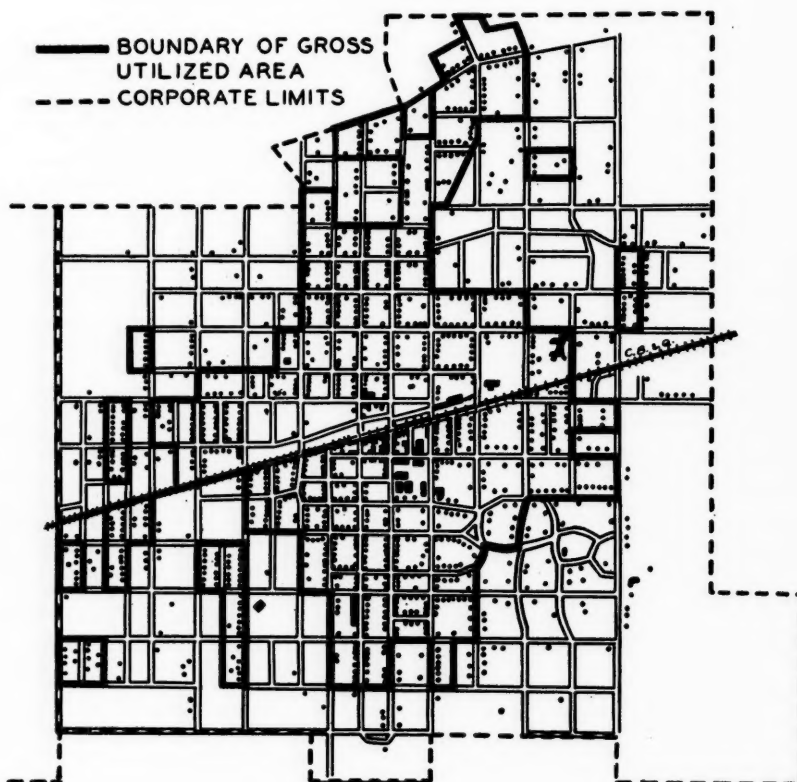 BOUNDARY OF GROSS
UTILIZED AREA
CORPORATE LIMITS
C. B. & Q.